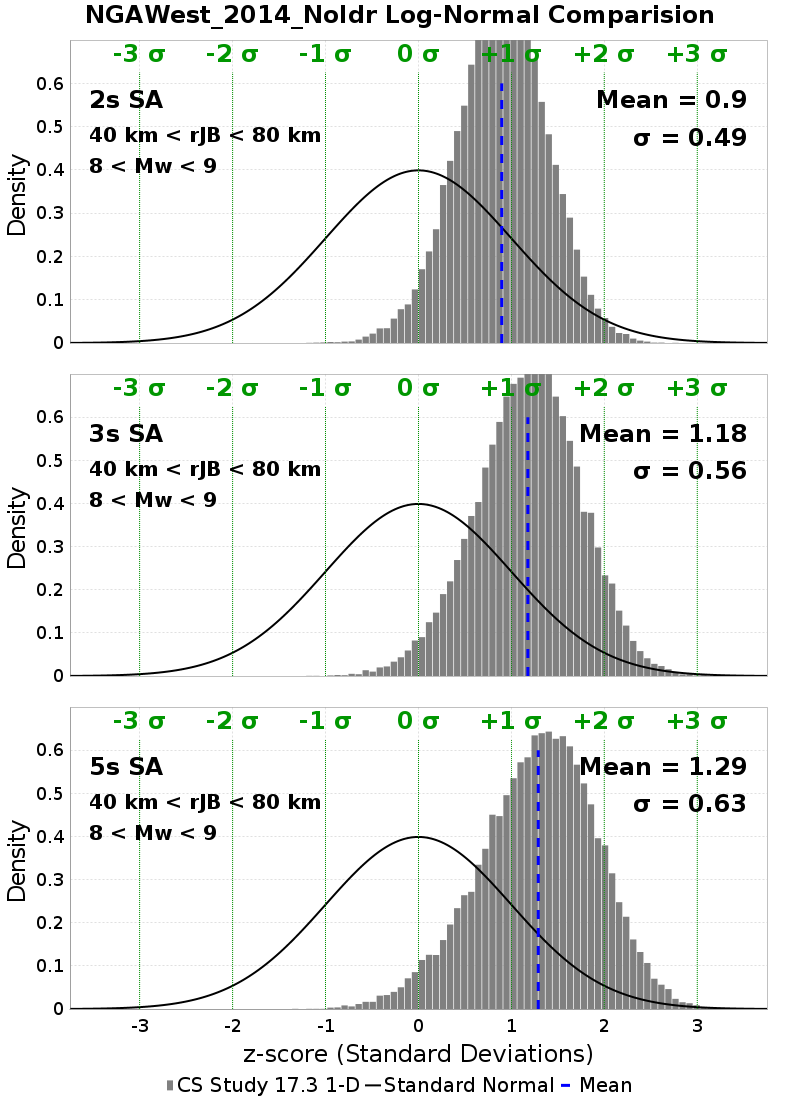 NGAWest_2014_NoIdr Log-Normal Comparision
-3 σ -2 σ -1 σ 0 σ +1 σ +2 σ +3 σ
2s SA
Mean = 0.9
40 km < rJB < 80 km
σ = 0.49
8 < Mw < 9
Density
0.6
0.5
0.4
0.3
0.2
0.1
0
-3 σ -2 σ -1 σ 0 σ +1 σ +2 σ +3 σ
3s SA
Mean = 1.18
40 km < rJB < 80 km
σ = 0.56
8 < Mw < 9
Density
0.6
0.5
0.4
0.3
0.2
0.1
0
-3 σ -2 σ -1 σ 0 σ +1 σ +2 σ +3 σ
5s SA
Mean = 1.29
40 km < rJB < 80 km
σ = 0.63
8 < Mw < 9
Density
0.6
0.5
0.4
0.3
0.2
0.1
0
-3 -2 -1 0 1 2 3
z-score (Standard Deviations)
CS Study 17.3 1-D Standard Normal Mean